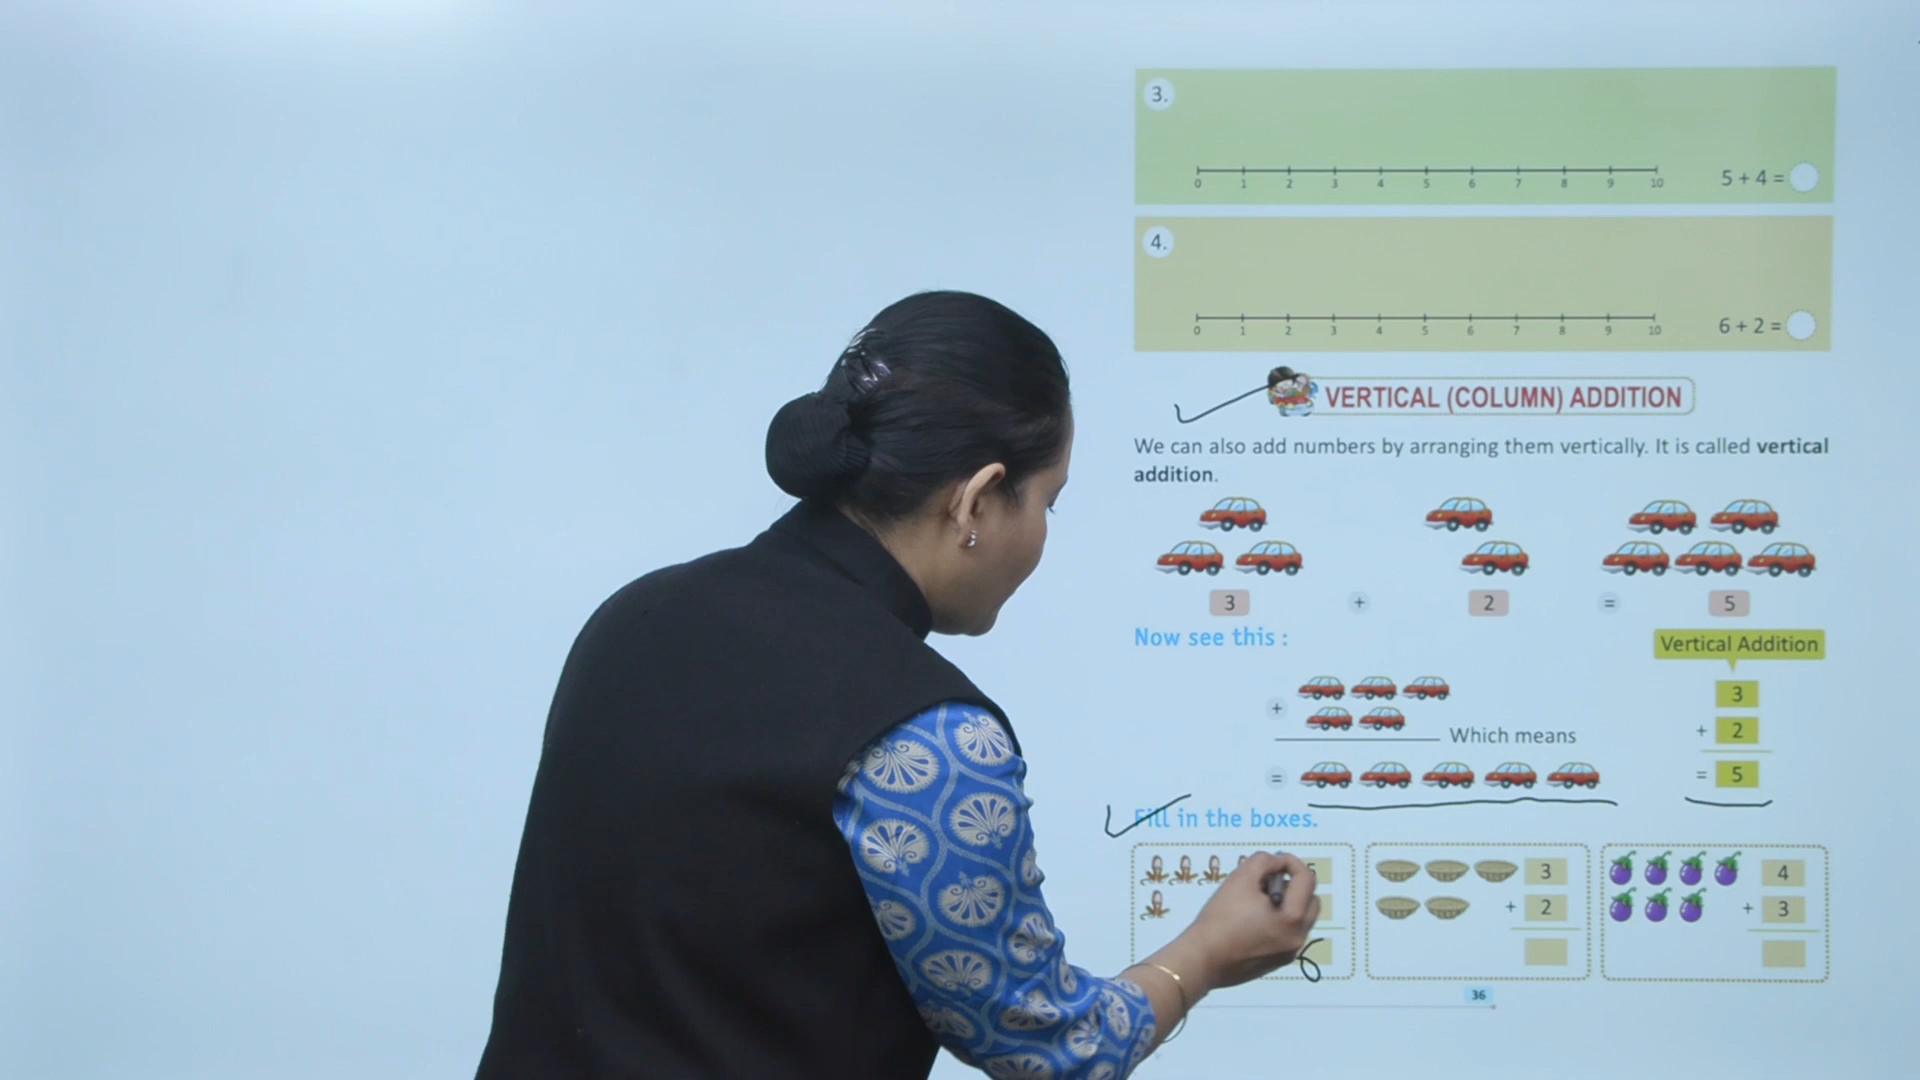 3.
0 1 2 3 4 5 6 7 8 9 10
5 + 4 =
4.
0 1 2 3 4 5 6 7 8 9 10
6 + 2 =
VERTICAL (COLUMN) ADDITION
We can also add numbers by arranging them vertically. It is called vertical
addition.
3 + 2 = 5
Now see this :
Vertical Addition
3
+ 2
= 5
+
Which means
=
Fill in the boxes.
5
6
3
+ 2
4
+ 3
36